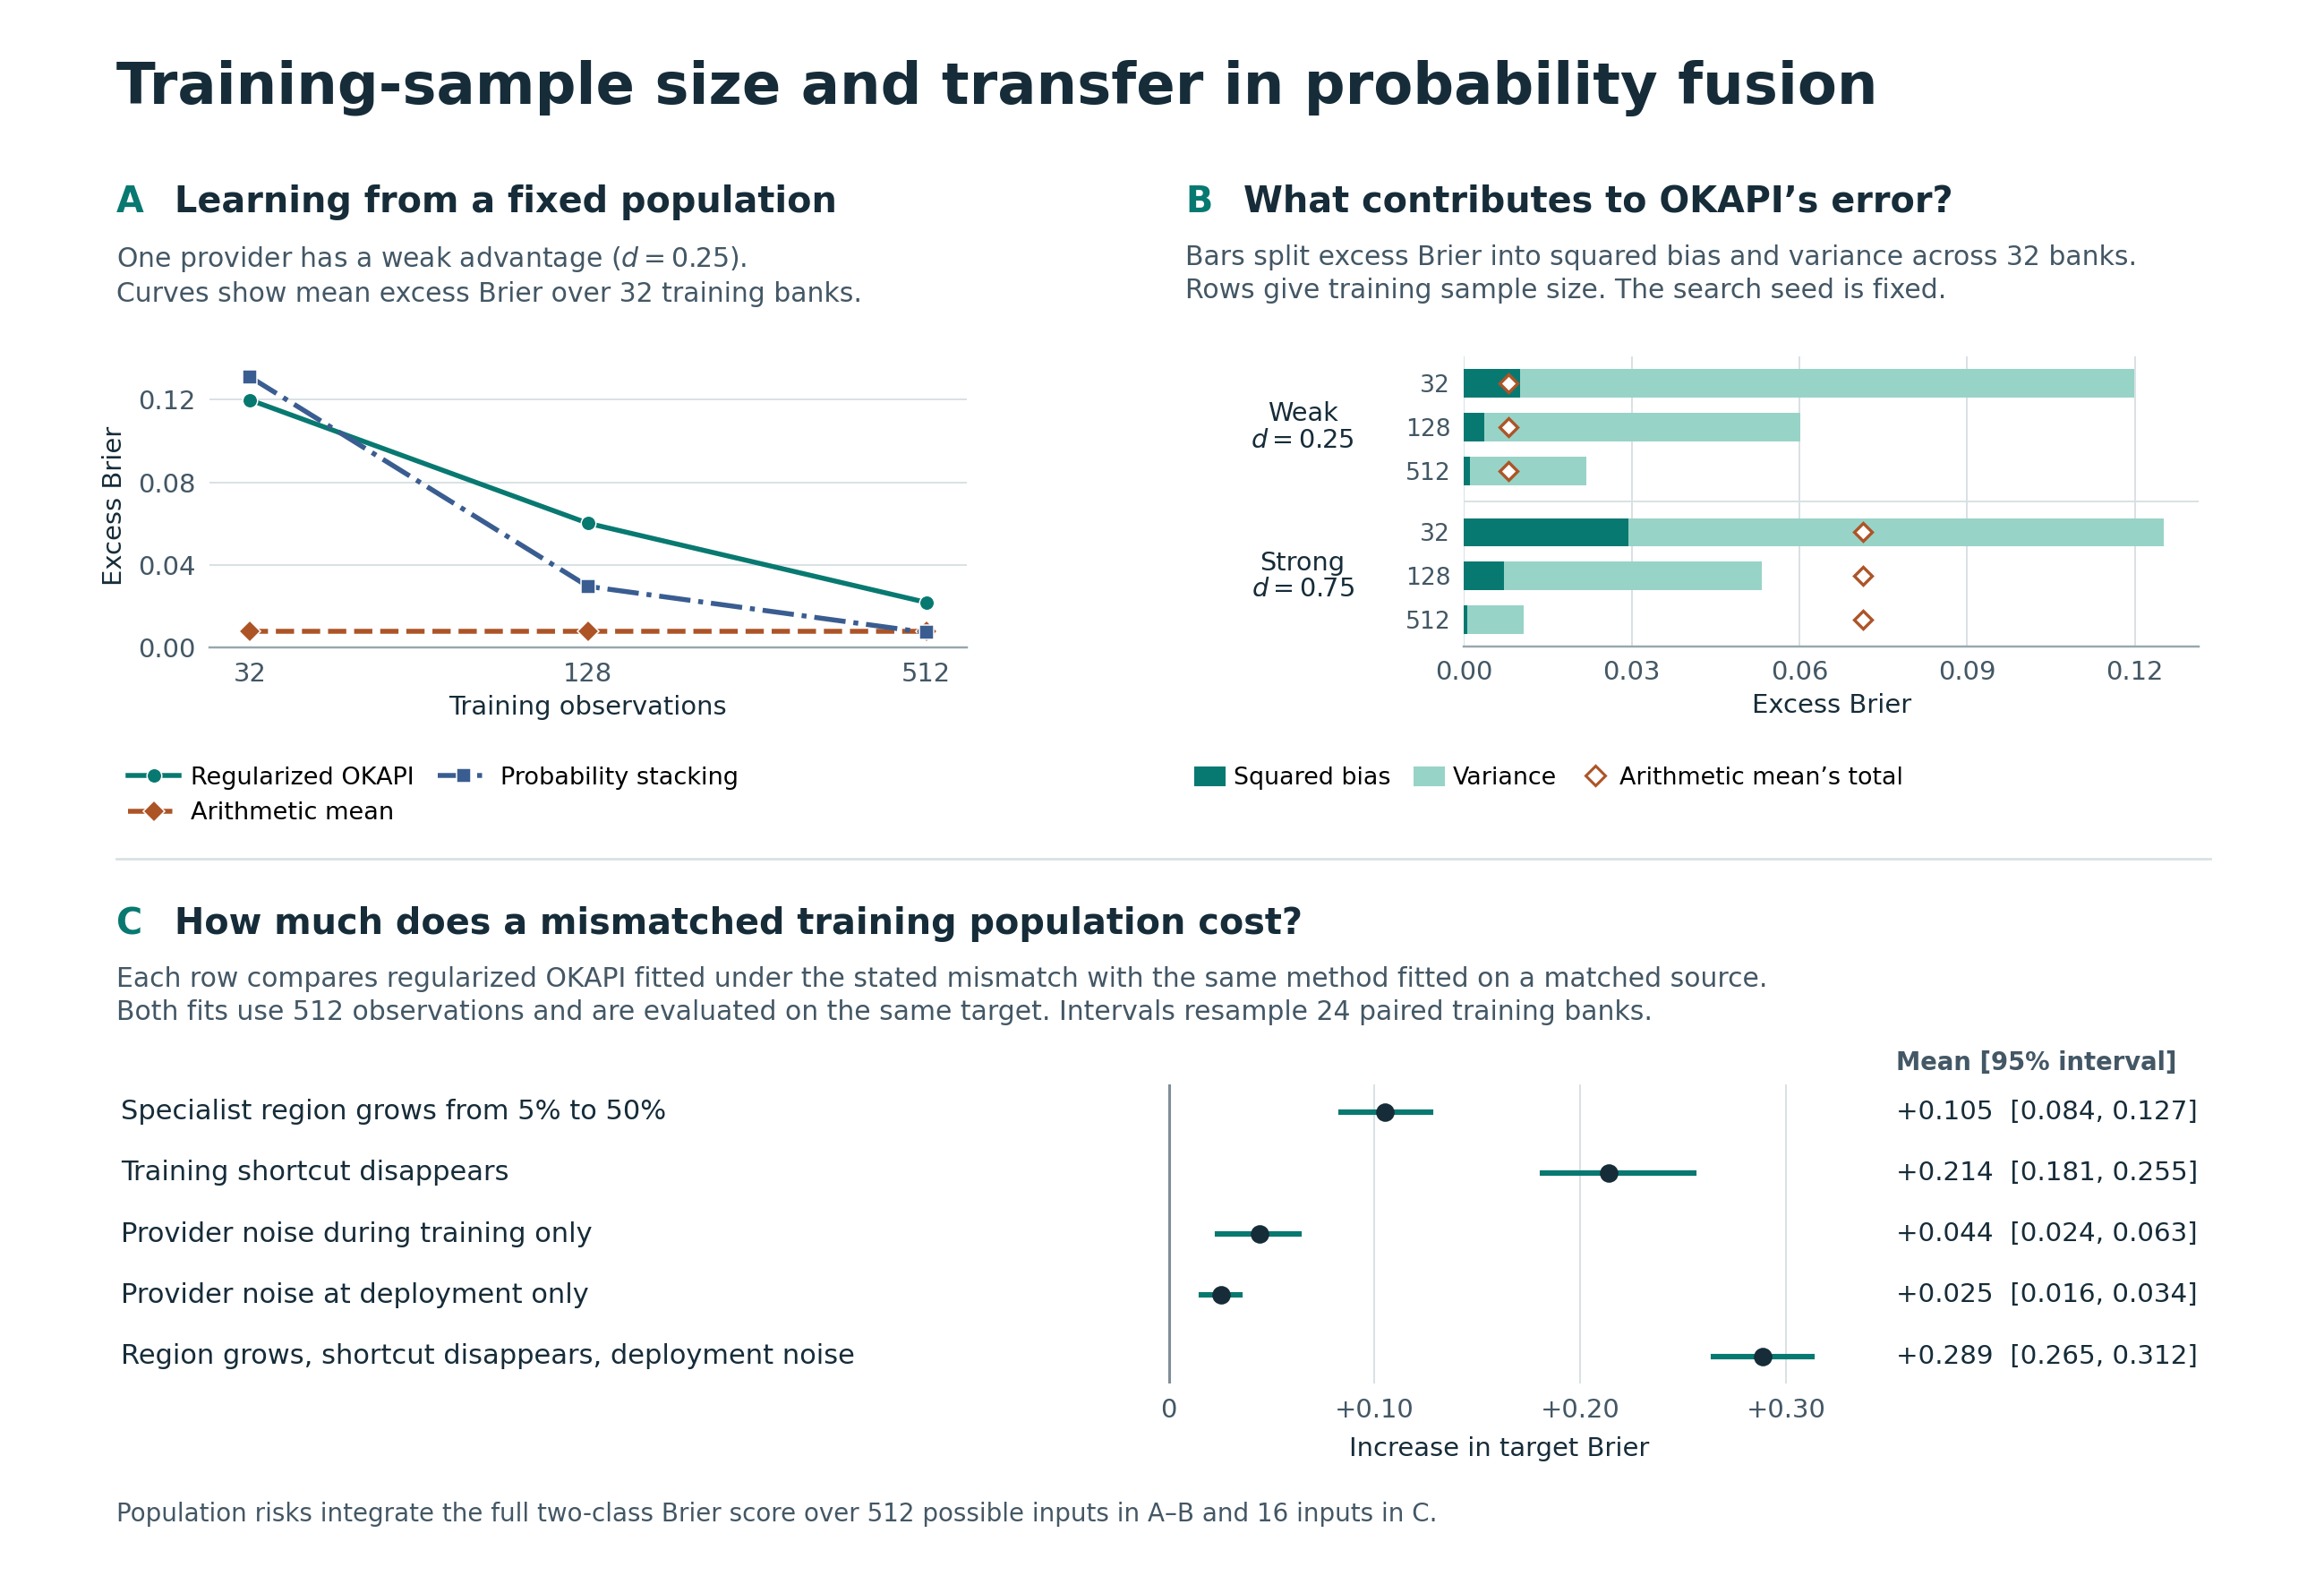 Training-sample size and transfer in probability fusion
A Learning from a fixed population
One provider has a weak advantage (d = 0.25).
Curves show mean excess Brier over 32 training banks.
Excess Brier
0.12
0.08
0.04
0.00
32 128 512
Training observations
Regularized OKAPI
Probability stacking
Arithmetic mean
B What contributes to OKAPI’s error?
Bars split excess Brier into squared bias and variance across 32 banks.
Rows give training sample size. The search seed is fixed.
Weak
d = 0.25
32
128
512
Strong
d = 0.75
32
128
512
0.00 0.03 0.06 0.09 0.12
Excess Brier
Squared bias
Variance
Arithmetic mean’s total
C How much does a mismatched training population cost?
Each row compares regularized OKAPI fitted under the stated mismatch with the same method fitted on a matched source.
Both fits use 512 observations and are evaluated on the same target. Intervals resample 24 paired training banks.
Mean [95% interval]
Specialist region grows from 5% to 50% +0.105 [0.084, 0.127]
Training shortcut disappears +0.214 [0.181, 0.255]
Provider noise during training only +0.044 [0.024, 0.063]
Provider noise at deployment only +0.025 [0.016, 0.034]
Region grows, shortcut disappears, deployment noise +0.289 [0.265, 0.312]
0 +0.10 +0.20 +0.30
Increase in target Brier
Population risks integrate the full two-class Brier score over 512 possible inputs in A–B and 16 inputs in C.